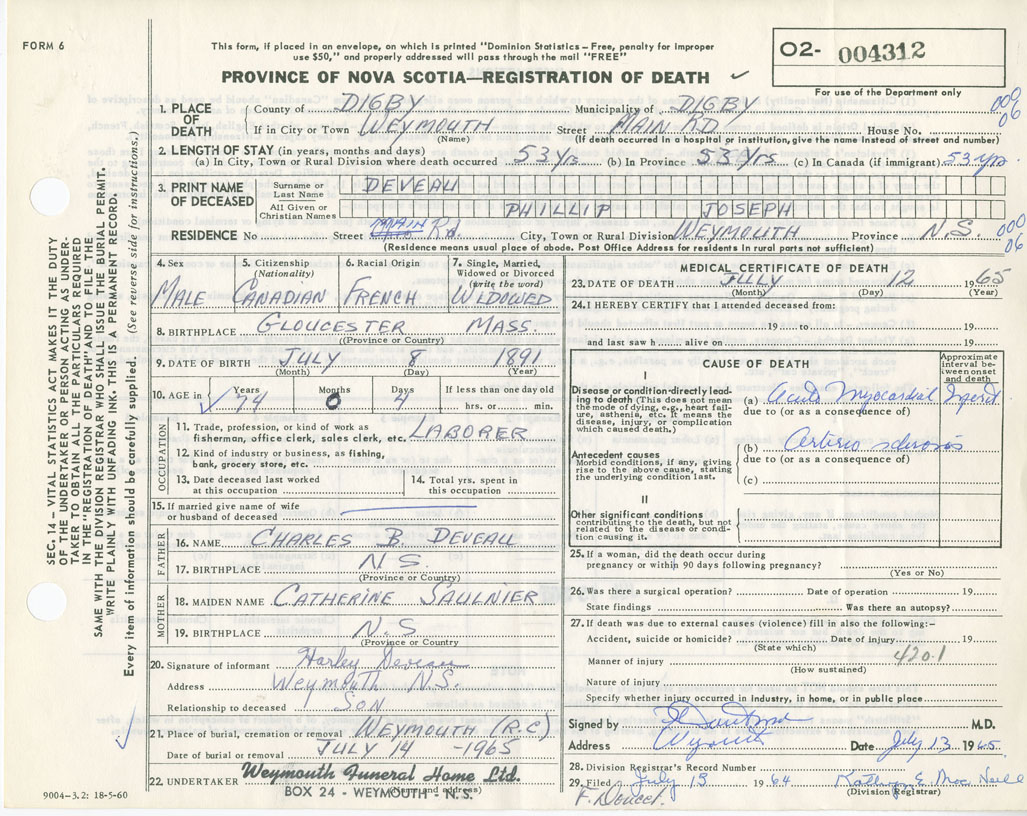 FORM 6
This form, if placed in an envelope, on which is printed "Dominion Statistics – Free, penalty for improper
use $50," and properly addressed will pass through the mail "FREE"
PROVINCE OF NOVA SCOTIA—REGISTRATION OF DEATH ✓
02- 004312
For use of the Department only
SEC. 14 – VITAL STATISTICS ACT MAKES IT THE DUTY
OF THE UNDERTAKER OR PERSON ACTING AS UNDER-
TAKER TO OBTAIN ALL THE PARTICULARS REQUIRED
IN THE "REGISTRATION OF DEATH" AND TO FILE THE
SAME WITH THE DIVISION REGISTRAR WHO SHALL ISSUE THE BURIAL PERMIT.
WRITE PLAINLY WITH UNFADING INK. THIS IS A PERMANENT RECORD.
Every item of information should be carefully supplied. (See reverse side for instructions.)
1. PLACE OF DEATH
County of DIGBY Municipality of DIGBY 000 06
If in City or Town WEYMOUTH Street MAIN RD House No.
(Name) (If death occurred in a hospital or institution, give the name instead of street and number)
2. LENGTH OF STAY (in years, months and days)
(a) In City, Town or Rural Division where death occurred 53 yrs (b) In Province 53 yrs (c) In Canada (if immigrant) 53 yrs
3. PRINT NAME OF DECEASED
Surname or Last Name DEVEAU
All Given or Christian Names PHILLIP JOSEPH
RESIDENCE No Street MAIN Rd. City, Town or Rural Division WEYMOUTH Province N.S. 000 06
(Residence means usual place of abode. Post Office Address for residents in rural parts not sufficient)
4. Sex MALE
5. Citizenship (Nationality) CANADIAN
6. Racial Origin FRENCH
7. Single, Married, Widowed or Divorced (write the word) WIDOWED
8. BIRTHPLACE GLOUCESTER MASS.
((Province or Country)
9. DATE OF BIRTH JULY 8 1891
(Month) (Day) (Year)
10. AGE in ✓ Years 74 Months 0 Days 4 If less than one day old
hrs. or min.
OCCUPATION
11. Trade, profession, or kind of work as
fisherman, office clerk, sales clerk, etc. LABORER
12. Kind of industry or business, as fishing,
bank, grocery store, etc.
13. Date deceased last worked
at this occupation
14. Total yrs. spent in
this occupation
15. If married give name of wife
or husband of deceased
FATHER
16. NAME CHARLES B. DEVEAU
17. BIRTHPLACE N S.
(Province or Country)
MOTHER
18. MAIDEN NAME CATHERINE SAULNIER
19. BIRTHPLACE N.S
(Province or Country
20. Signature of informant Harley Deveau
Address Weymouth N.S.
Relationship to deceased SON
21. Place of burial, cremation or removal WEYMOUTH (R.C)
Date of burial or removal JULY 14 -1965
22. UNDERTAKER Weymouth Funeral Home Ltd.
(Name and address)
BOX 24 - WEYMOUTH - N.S.
9004-3.2: 18-5-60
MEDICAL CERTIFICATE OF DEATH
23. DATE OF DEATH JULY 12 1965
(Month) (Day) (Year)
24. I HEREBY CERTIFY that I attended deceased from:
19 to 19
and last saw h alive on 19
CAUSE OF DEATH
Approximate interval between onset and death
I
Disease or condition directly lead-
ing to death (This does not mean
the mode of dying, e.g., heart fail-
ure, asthenia, etc. It means the
disease, injury, or complication
which caused death.)
(a) Acute Myocardial
due to (or as a consequence of)
Antecedent causes
Morbid conditions, if any, giving
rise to the above cause, stating
the underlying condition last.
(b) Arterio sclerosis
due to (or as a consequence of)
(c)
II
Other significant conditions
contributing to the death, but not
related to the disease or condi-
tion causing it.
25. If a woman, did the death occur during
pregnancy or within 90 days following pregnancy?
(Yes or No)
26. Was there a surgical operation? Date of operation 19
State findings Was there an autopsy?
27. If death was due to external causes (violence) fill in also the following:-
Accident, suicide or homicide? Date of injury 19
(State which)
Manner of injury 420.1
(How sustained)
Nature of injury
Specify whether injury occurred in industry, in home, or in public place
Signed by M.D.
Address Date July 13 1965
28. Division Registrar's Record Number
29. Filed July 13 1964 Kathryn E. Mac Neill
(Division Registrar)
F. Doucet.